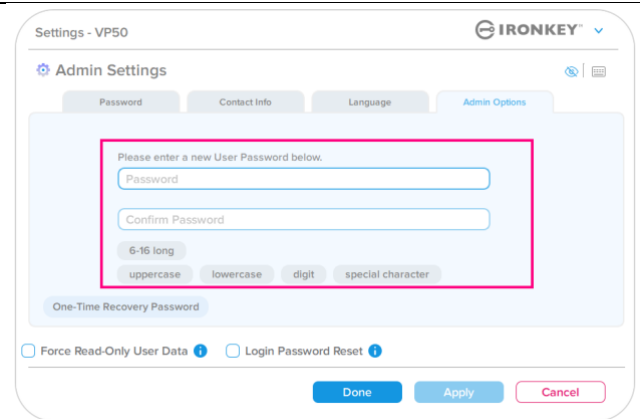 Settings - VP50
IRONKEY™
Admin Settings
Password Contact Info Language Admin Options
Please enter a new User Password below.
Password
Confirm Password
6-16 long
uppercase lowercase digit special character
One-Time Recovery Password
Force Read-Only User Data i Login Password Reset i
Done Apply Cancel